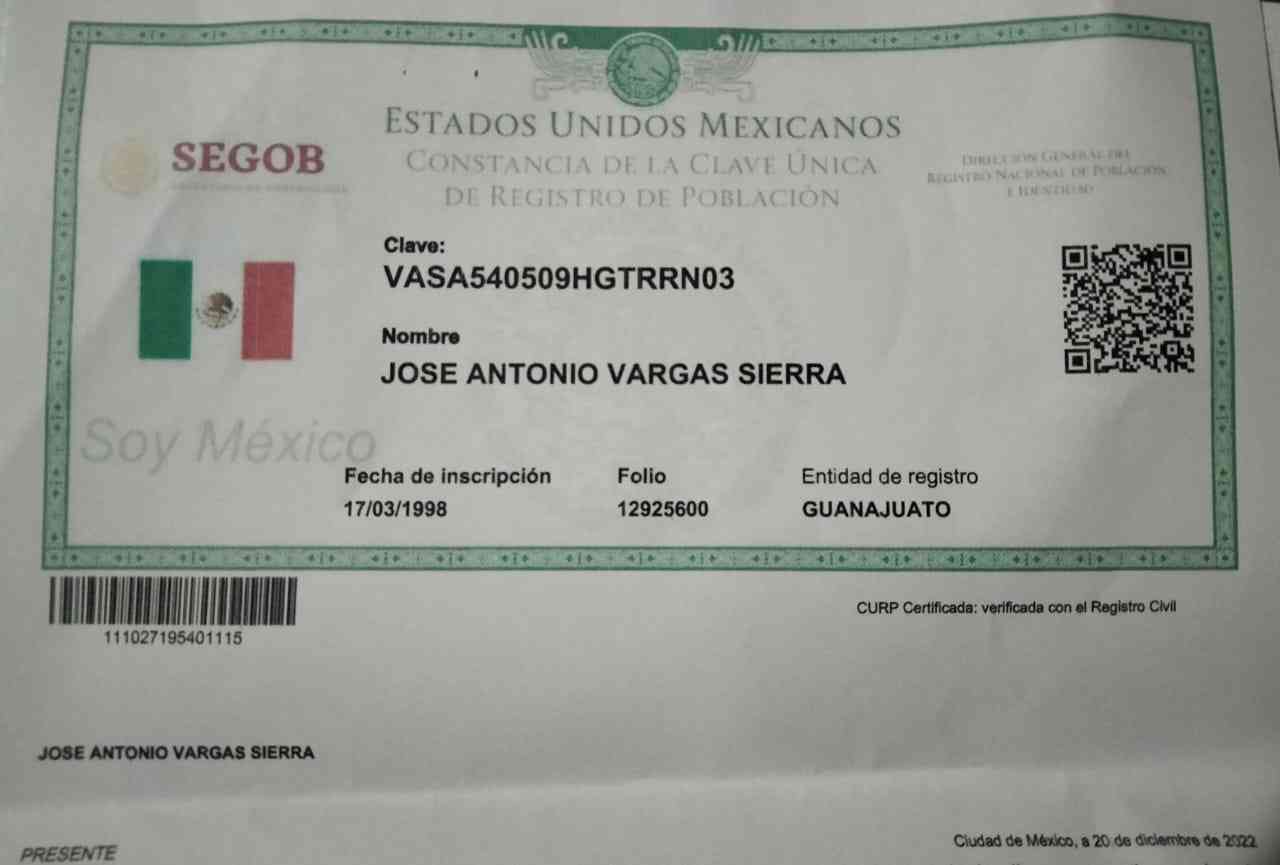 ESTADOS UNIDOS MEXICANOS
SEGOB
CONSTANCIA DE LA CLAVE ÚNICA
DE REGISTRO DE POBLACIÓN
DIRECCIÓN GENERAL DEL
REGISTRO NACIONAL DE POBLACIÓN
E IDENTIDAD
Clave:
VASA540509HGTRRN03
Nombre
JOSE ANTONIO VARGAS SIERRA
Soy México
Fecha de inscripción Folio Entidad de registro
17/03/1998 12925600 GUANAJUATO
CURP Certificada: verificada con el Registro Civil
111027195401115
JOSE ANTONIO VARGAS SIERRA
Ciudad de México, a 20 de diciembre de 2022
PRESENTE